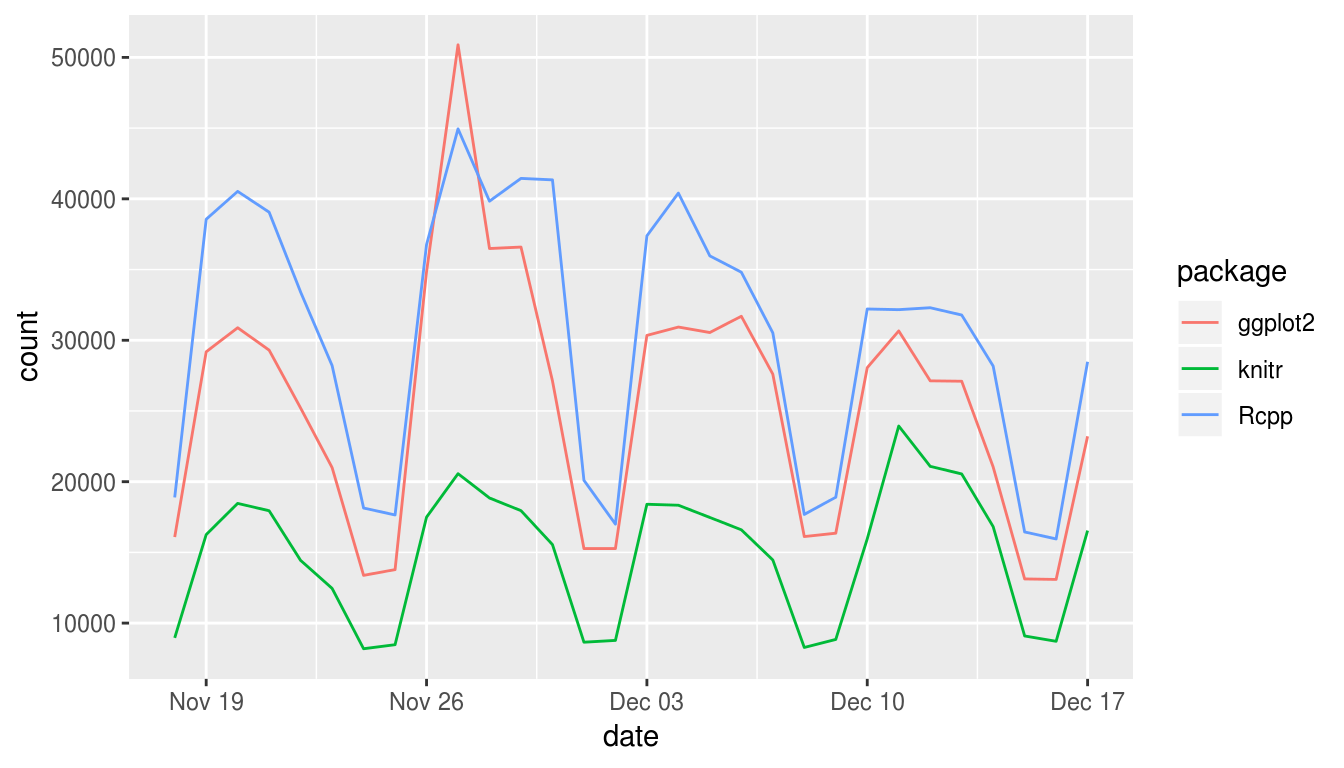 50000
40000
30000
20000
10000
count
Nov 19
Nov 26
Dec 03
Dec 10
Dec 17
date
package
ggplot2
knitr
Rcpp